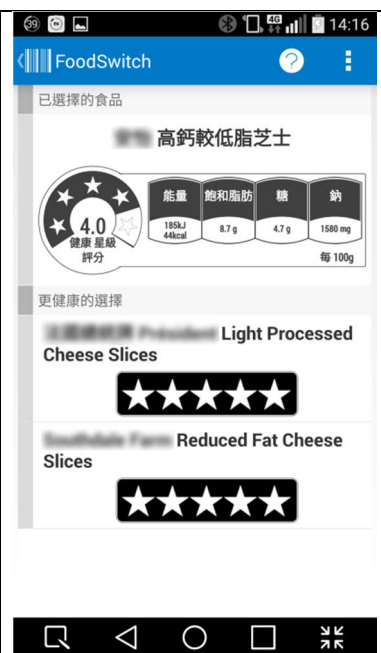 39
4G
14:16
FoodSwitch
?
已選擇的食品
高鈣較低脂芝士
4.0
健康 星級
評分
能量
185kJ
44kcal
飽和脂肪
8.7 g
糖
4.7 g
鈉
1580 mg
每 100g
更健康的選擇
Light Processed
Cheese Slices
Reduced Fat Cheese
Slices